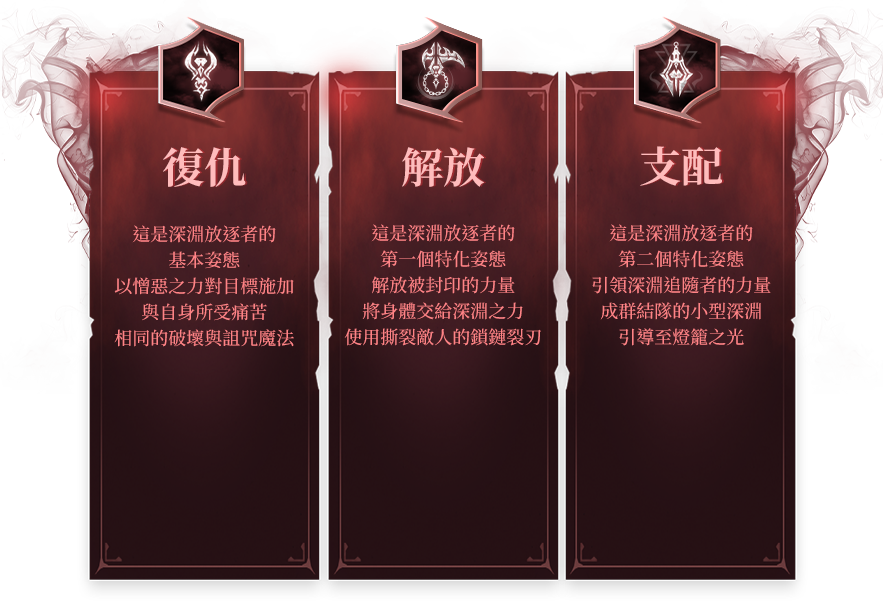 復仇
這是深淵放逐者的
基本姿態
以憎惡之力對目標施加
與自身所受痛苦
相同的破壞與詛咒魔法
解放
這是深淵放逐者的
第一個特化姿態
解放被封印的力量
將身體交給深淵之力
使用撕裂敵人的鎖鏈裂刃
支配
這是深淵放逐者的
第二個特化姿態
引領深淵追隨者的力量
成群結隊的小型深淵
引導至燈籠之光